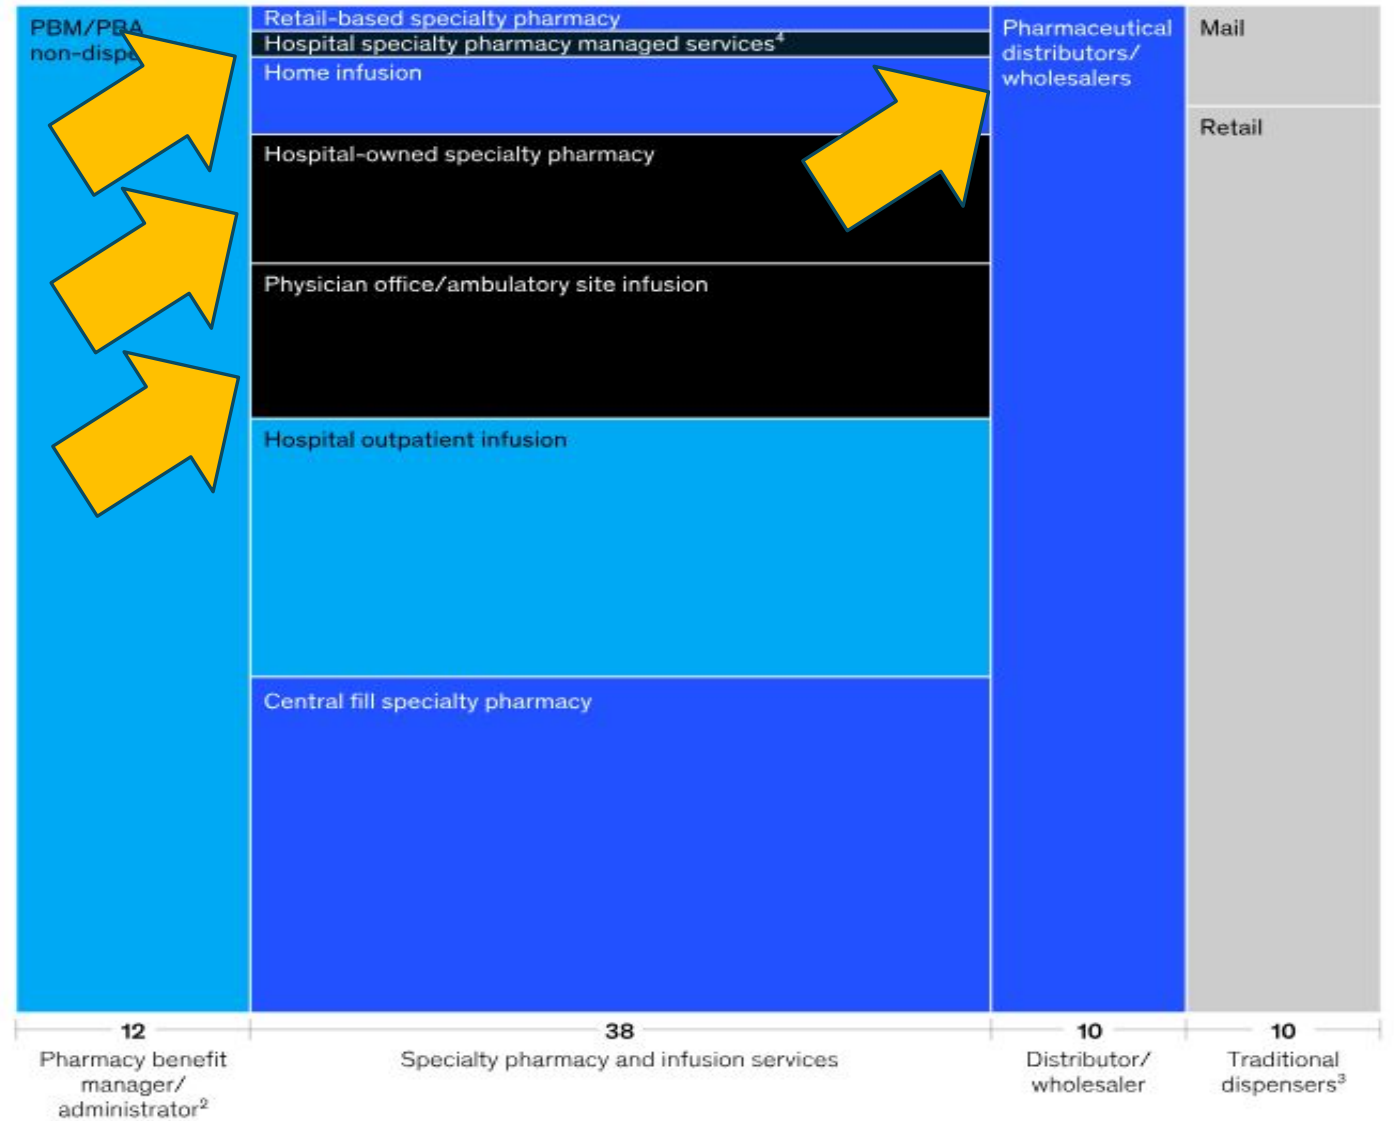 PBM/PBA
Retail-based specialty pharmacy
Hospital specialty pharmacy managed services⁴
Home infusion
Hospital-owned specialty pharmacy
Physician office/ambulatory site infusion
Hospital outpatient infusion
Central fill specialty pharmacy
Pharmaceutical
distributors/
wholesalers
Mail
Retail
12
Pharmacy benefit
manager/
administrator²
38
Specialty pharmacy and infusion services
10
Distributor/
wholesaler
10
Traditional
dispensers³